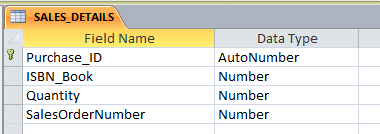 SALES_DETAILS
Field Name Data Type
Purchase_ID AutoNumber
ISBN_Book Number
Quantity Number
SalesOrderNumber Number